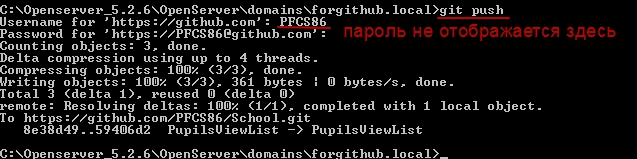 C:\Openserver_5.2.6\OpenServer\domains\forgithub.local>git push
Username for 'https://github.com': PFCS86
Password for 'https://PFCS86@github.com': пароль не отображается здесь
Counting objects: 3, done.
Delta compression using up to 4 threads.
Compressing objects: 100% (3/3), done.
Writing objects: 100% (3/3), 361 bytes | 0 bytes/s, done.
Total 3 (delta 1), reused 0 (delta 0)
remote: Resolving deltas: 100% (1/1), completed with 1 local object.
To https://github.com/PFCS86/School.git
8e38d49..59406d2 PupilsViewList -> PupilsViewList
C:\Openserver_5.2.6\OpenServer\domains\forgithub.local>_